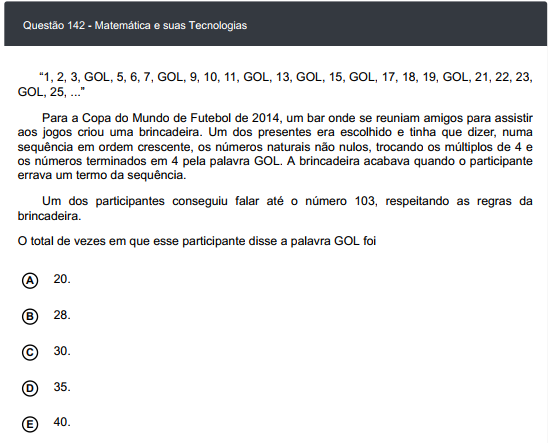 Questão 142 - Matemática e suas Tecnologias
“1, 2, 3, GOL, 5, 6, 7, GOL, 9, 10, 11, GOL, 13, GOL, 15, GOL, 17, 18, 19, GOL, 21, 22, 23,
GOL, 25, ...”
Para a Copa do Mundo de Futebol de 2014, um bar onde se reuniam amigos para assistir
aos jogos criou uma brincadeira. Um dos presentes era escolhido e tinha que dizer, numa
sequência em ordem crescente, os números naturais não nulos, trocando os múltiplos de 4 e
os números terminados em 4 pela palavra GOL. A brincadeira acabava quando o participante
errava um termo da sequência.
Um dos participantes conseguiu falar até o número 103, respeitando as regras da
brincadeira.
O total de vezes em que esse participante disse a palavra GOL foi
A 20.
B 28.
C 30.
D 35.
E 40.